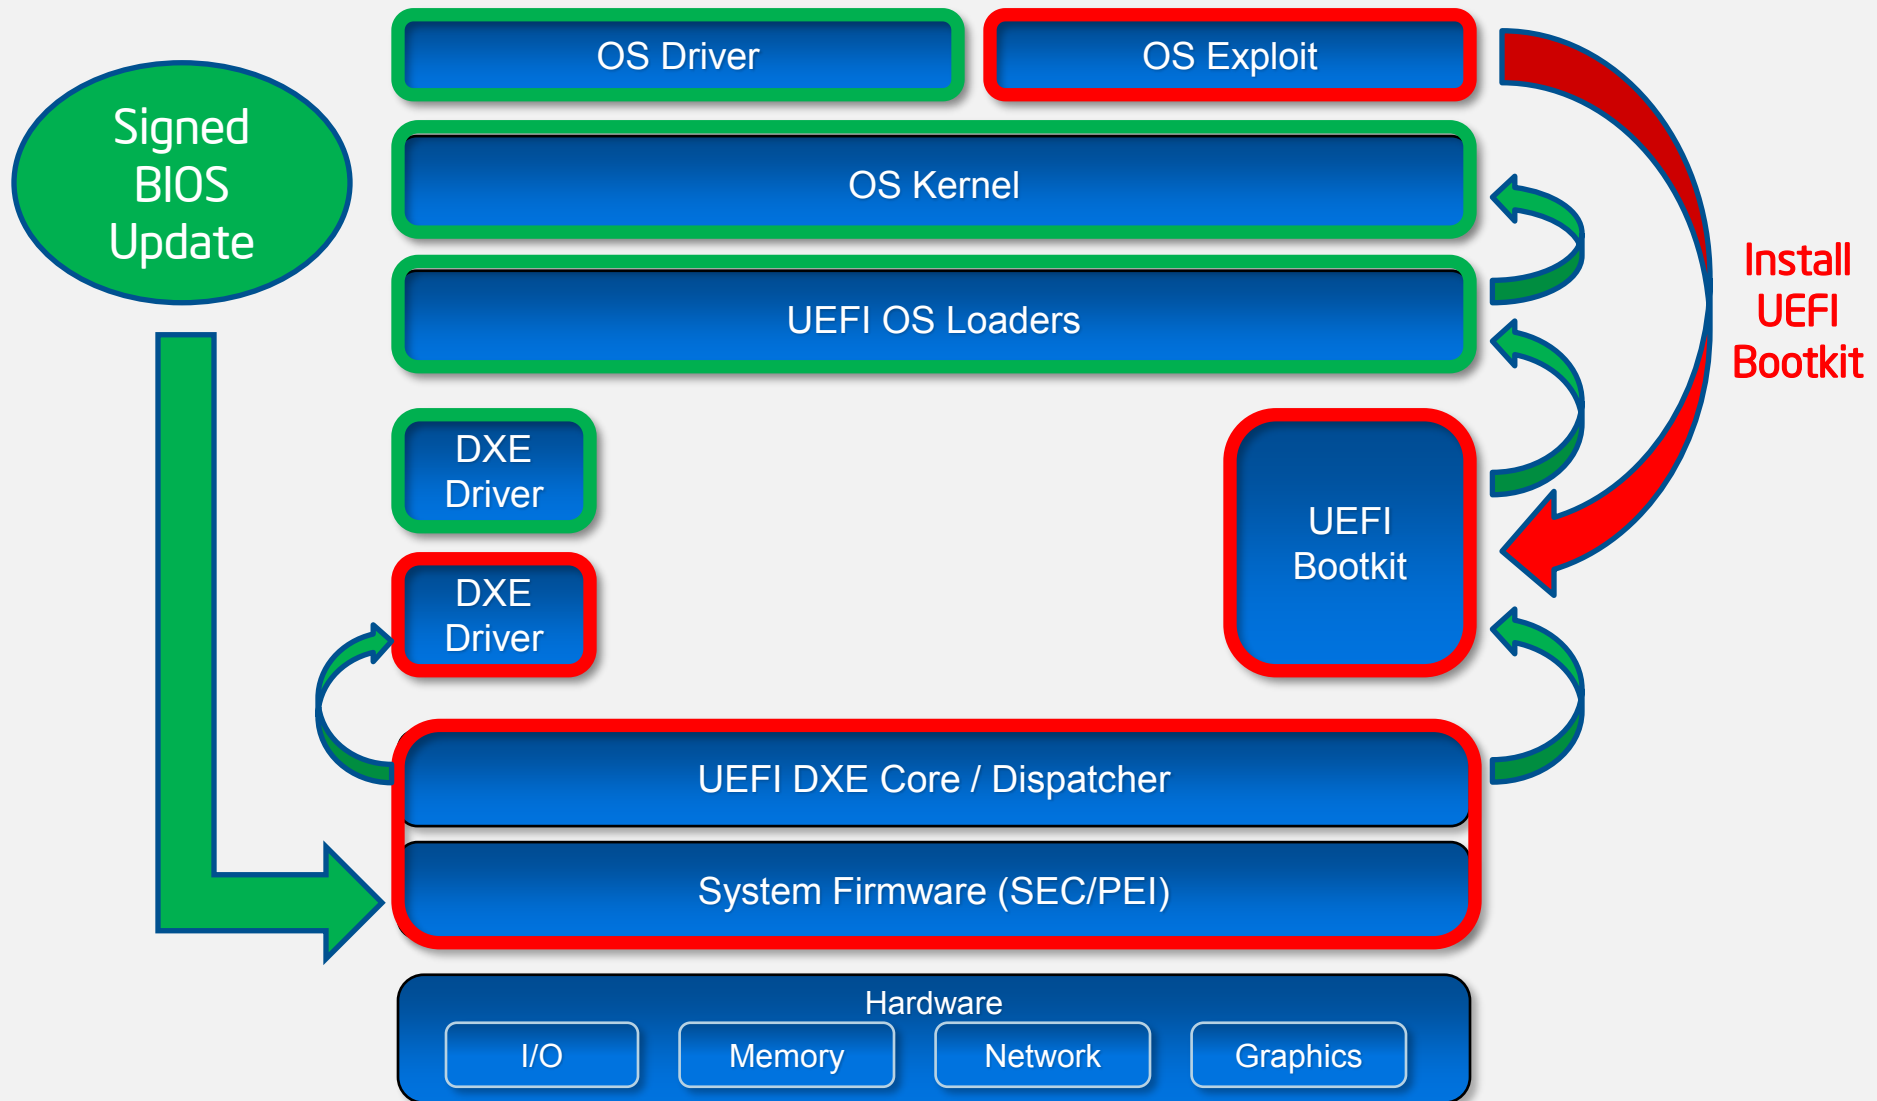 OS Driver
OS Exploit
Signed
BIOS
Update
OS Kernel
UEFI OS Loaders
Install
UEFI
Bootkit
DXE
Driver
UEFI
Bootkit
DXE
Driver
UEFI DXE Core / Dispatcher
System Firmware (SEC/PEI)
Hardware
I/O
Memory
Network
Graphics